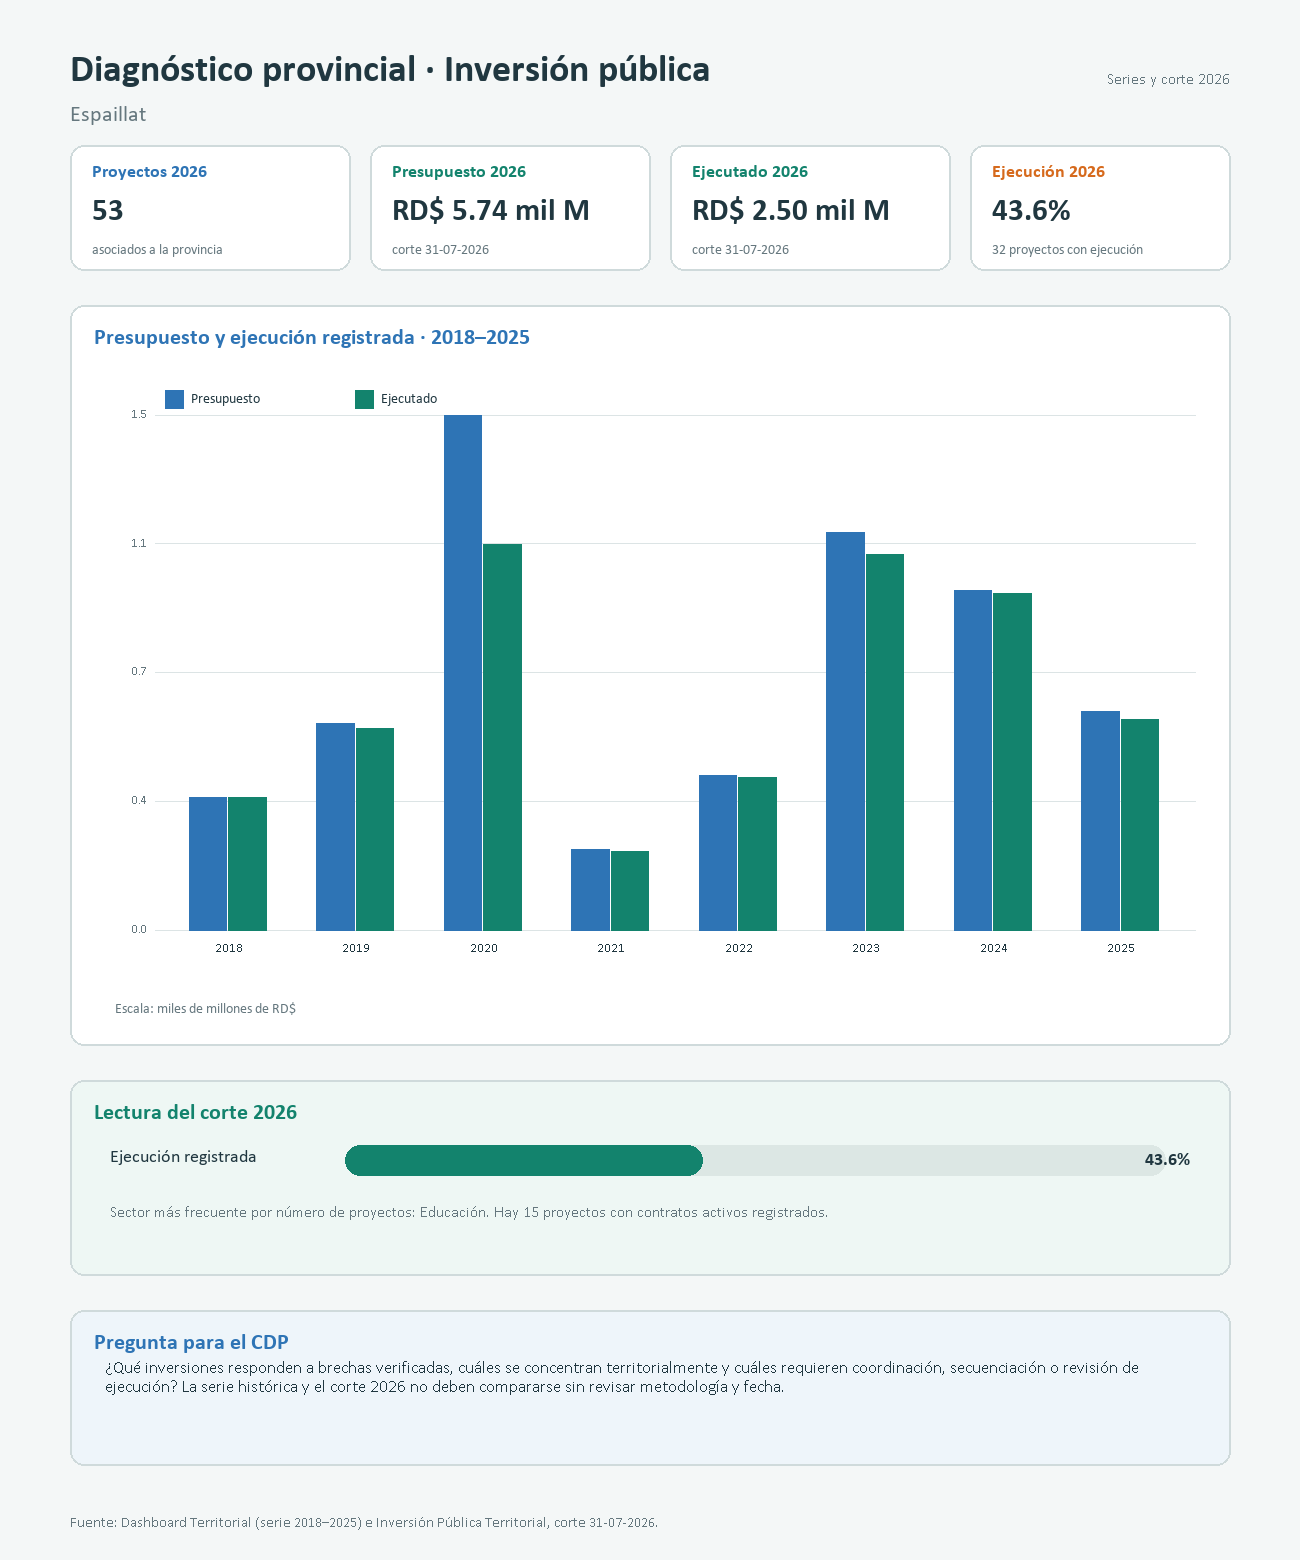 Diagnóstico provincial · Inversión pública
Series y corte 2026
Espaillat
Proyectos 2026
53
asociados a la provincia
Presupuesto 2026
RD$ 5.74 mil M
corte 31-07-2026
Ejecutado 2026
RD$ 2.50 mil M
corte 31-07-2026
Ejecución 2026
43.6%
32 proyectos con ejecución
Presupuesto y ejecución registrada · 2018–2025
Presupuesto
Ejecutado
1.5
1.1
0.7
0.4
0.0
2018
2019
2020
2021
2022
2023
2024
2025
Escala: miles de millones de RD$
Lectura del corte 2026
Ejecución registrada
43.6%
Sector más frecuente por número de proyectos: Educación. Hay 15 proyectos con contratos activos registrados.
Pregunta para el CDP
¿Qué inversiones responden a brechas verificadas, cuáles se concentran territorialmente y cuáles requieren coordinación, secuenciación o revisión de
ejecución? La serie histórica y el corte 2026 no deben compararse sin revisar metodología y fecha.
Fuente: Dashboard Territorial (serie 2018–2025) e Inversión Pública Territorial, corte 31-07-2026.